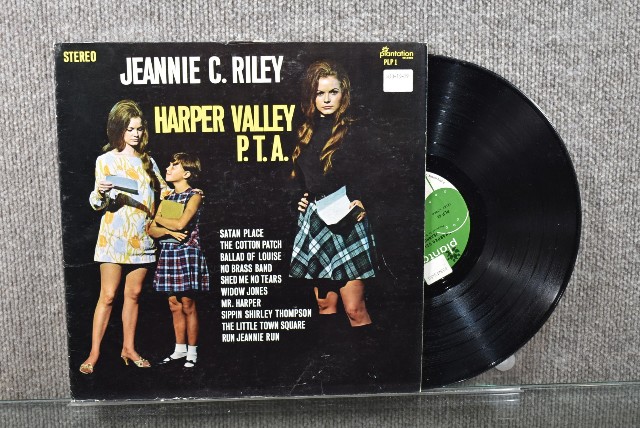 STEREO
JEANNIE C. RILEY
plantation
PLP 1
HARPER VALLEY
P.T.A.
SATAN PLACE
THE COTTON PATCH
BALLAD OF LOUISE
NO BRASS BAND
SHED ME NO TEARS
WIDOW JONES
MR. HARPER
SIPPIN SHIRLEY THOMPSON
THE LITTLE TOWN SQUARE
RUN JEANNIE RUN